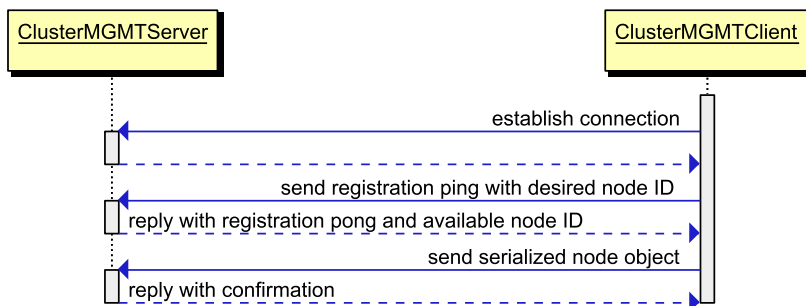 ClusterMGMTServer
ClusterMGMTClient
establish connection
send registration ping with desired node ID
reply with registration pong and available node ID
send serialized node object
reply with confirmation